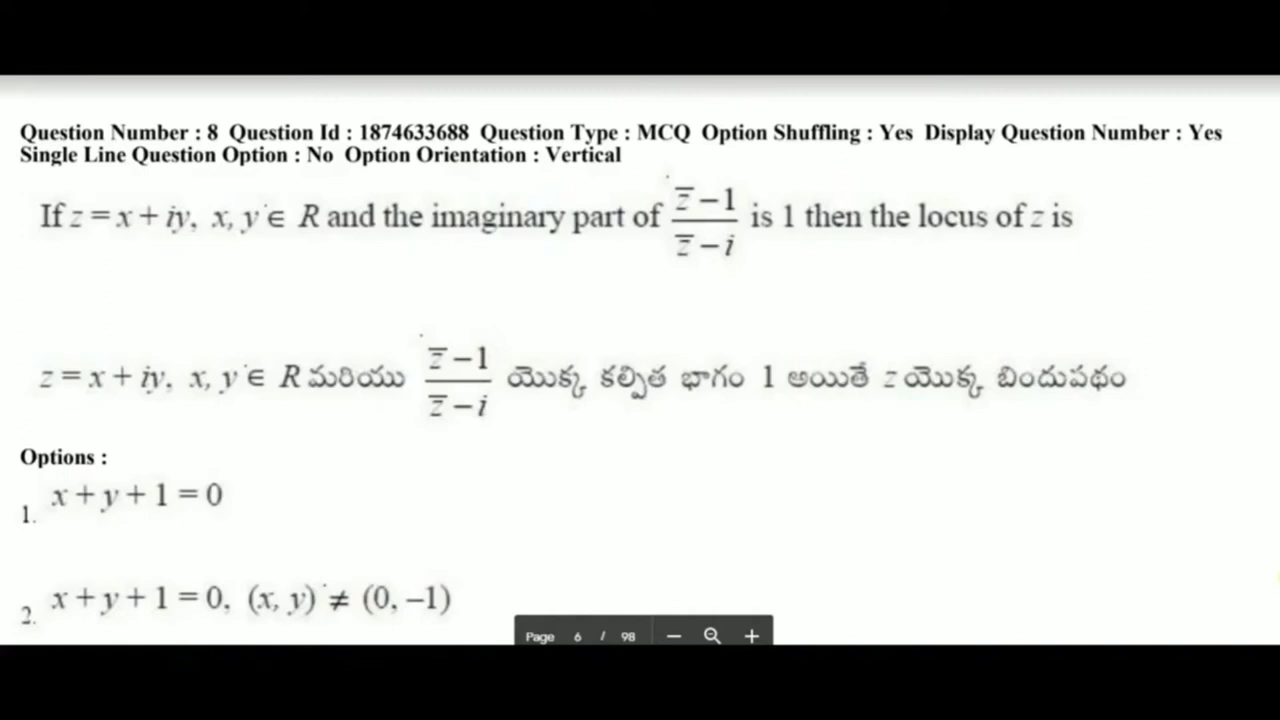 Question Number : 8 Question Id : 1874633688 Question Type : MCQ Option Shuffling : Yes Display Question Number : Yes
Single Line Question Option : No Option Orientation : Vertical
If z = x + iy, x, y ∈ R and the imaginary part of (z̅ − 1)/(z̅ − i) is 1 then the locus of z is
z = x + iy, x, y ∈ R మరియు (z̅ − 1)/(z̅ − i) యొక్క కల్పిత భాగం 1 అయితే z యొక్క బిందుపథం
Options :
1. x + y + 1 = 0
2. x + y + 1 = 0, (x, y) ≠ (0, −1)
Page 6 / 98